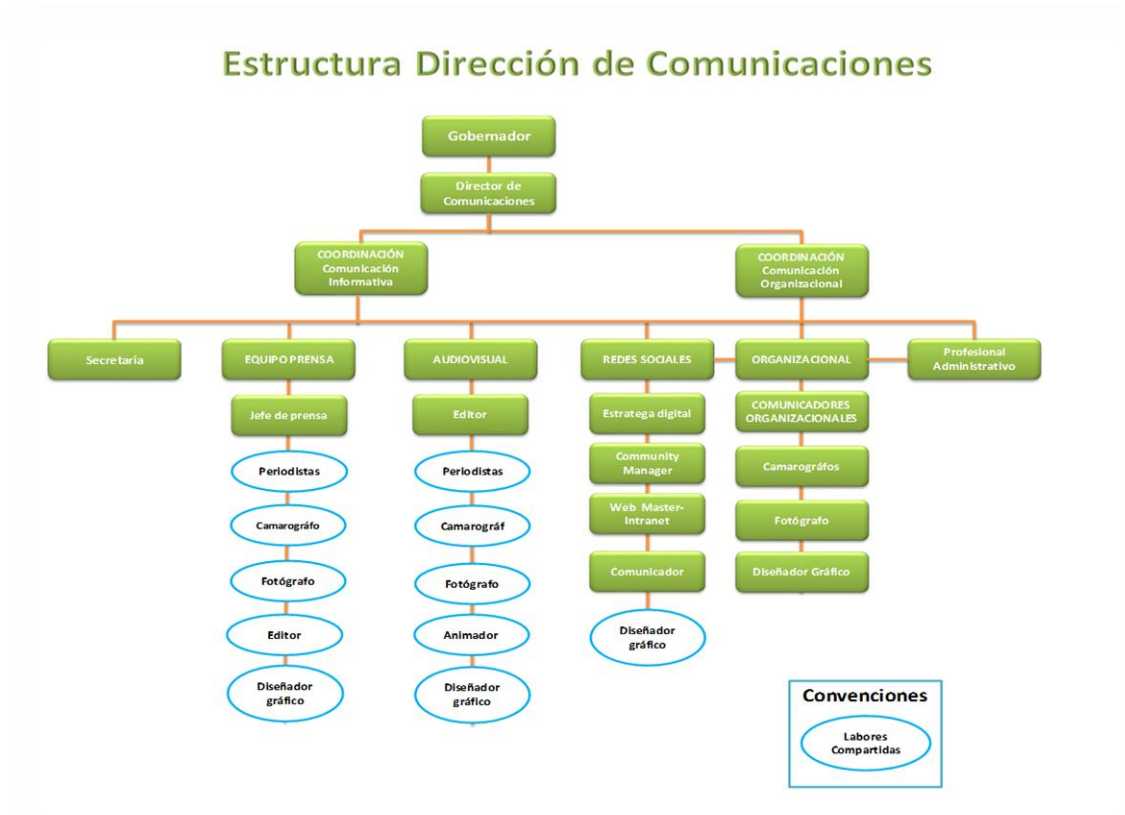 Estructura Dirección de Comunicaciones
Gobernador
Director de
Comunicaciones
COORDINACIÓN
Comunicación
Informativa
COORDINACIÓN
Comunicación
Organizacional
Secretaria
EQUIPO PRENSA
AUDIOVISUAL
REDES SOCIALES
ORGANIZACIONAL
Profesional
Administrativo
Jefe de prensa
Periodistas
Camarográfo
Fotógrafo
Editor
Diseñador
gráfico
Editor
Periodistas
Camarográf
Fotógrafo
Animador
Diseñador
gráfico
Estratega digital
Community
Manager
Web Master-
Intranet
Comunicador
Diseñador
gráfico
COMUNICADORES
ORGANIZACIONALES
Camarográfos
Fotógrafo
Diseñador Gráfico
Convenciones
Labores
Compartidas